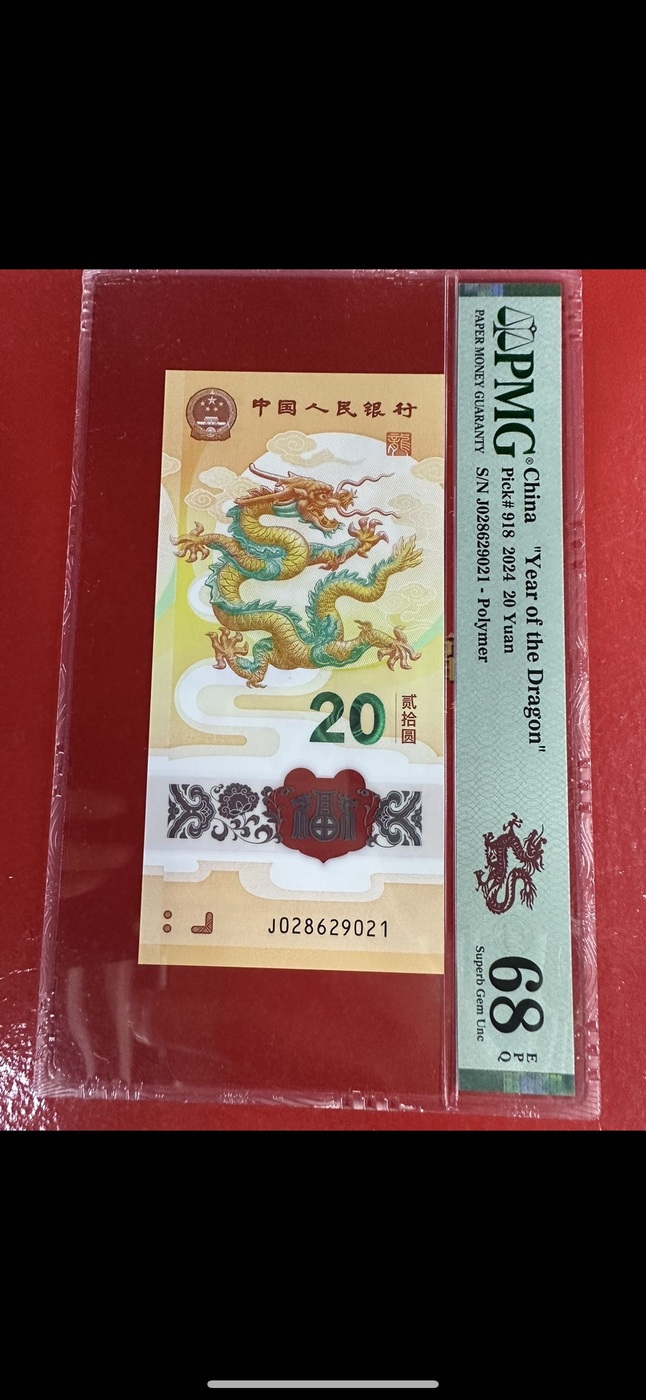 中国人民银行
龍
20
贰拾圆
福
J028629021
PMG®
PAPER MONEY GUARANTY
China "Year of the Dragon"
Pick# 918 2024 20 Yuan
S/N J028629021 - Polymer
68
EPQ
Superb Gem Unc